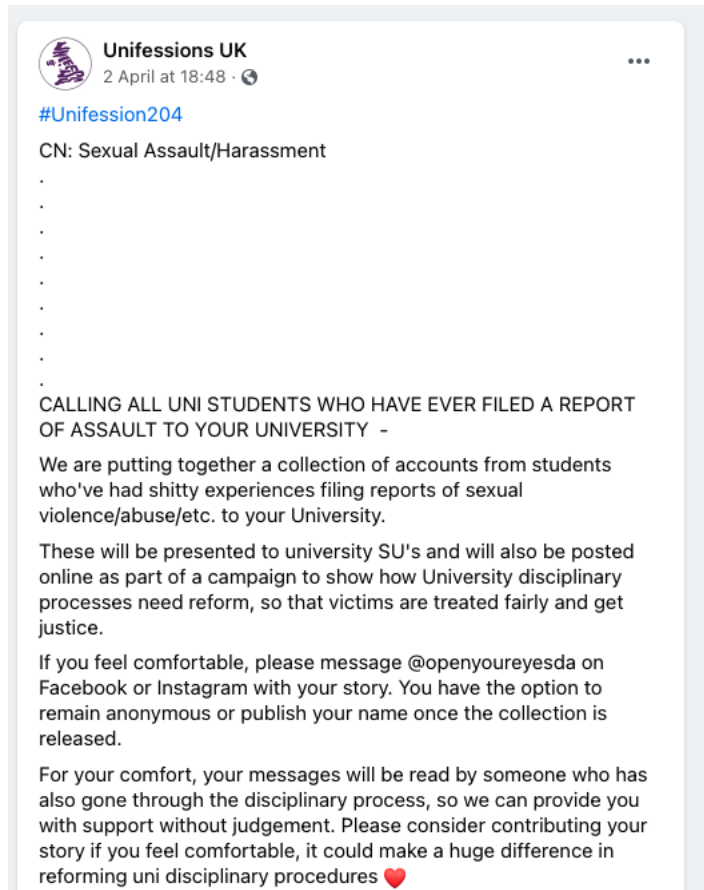 Unifessions UK
2 April at 18:48 ·
#Unifession204
CN: Sexual Assault/Harassment
.
.
.
.
.
.
.
.
.
CALLING ALL UNI STUDENTS WHO HAVE EVER FILED A REPORT
OF ASSAULT TO YOUR UNIVERSITY -
We are putting together a collection of accounts from students
who've had shitty experiences filing reports of sexual
violence/abuse/etc. to your University.
These will be presented to university SU's and will also be posted
online as part of a campaign to show how University disciplinary
processes need reform, so that victims are treated fairly and get
justice.
If you feel comfortable, please message @openyoureyesda on
Facebook or Instagram with your story. You have the option to
remain anonymous or publish your name once the collection is
released.
For your comfort, your messages will be read by someone who has
also gone through the disciplinary process, so we can provide you
with support without judgement. Please consider contributing your
story if you feel comfortable, it could make a huge difference in
reforming uni disciplinary procedures ❤️